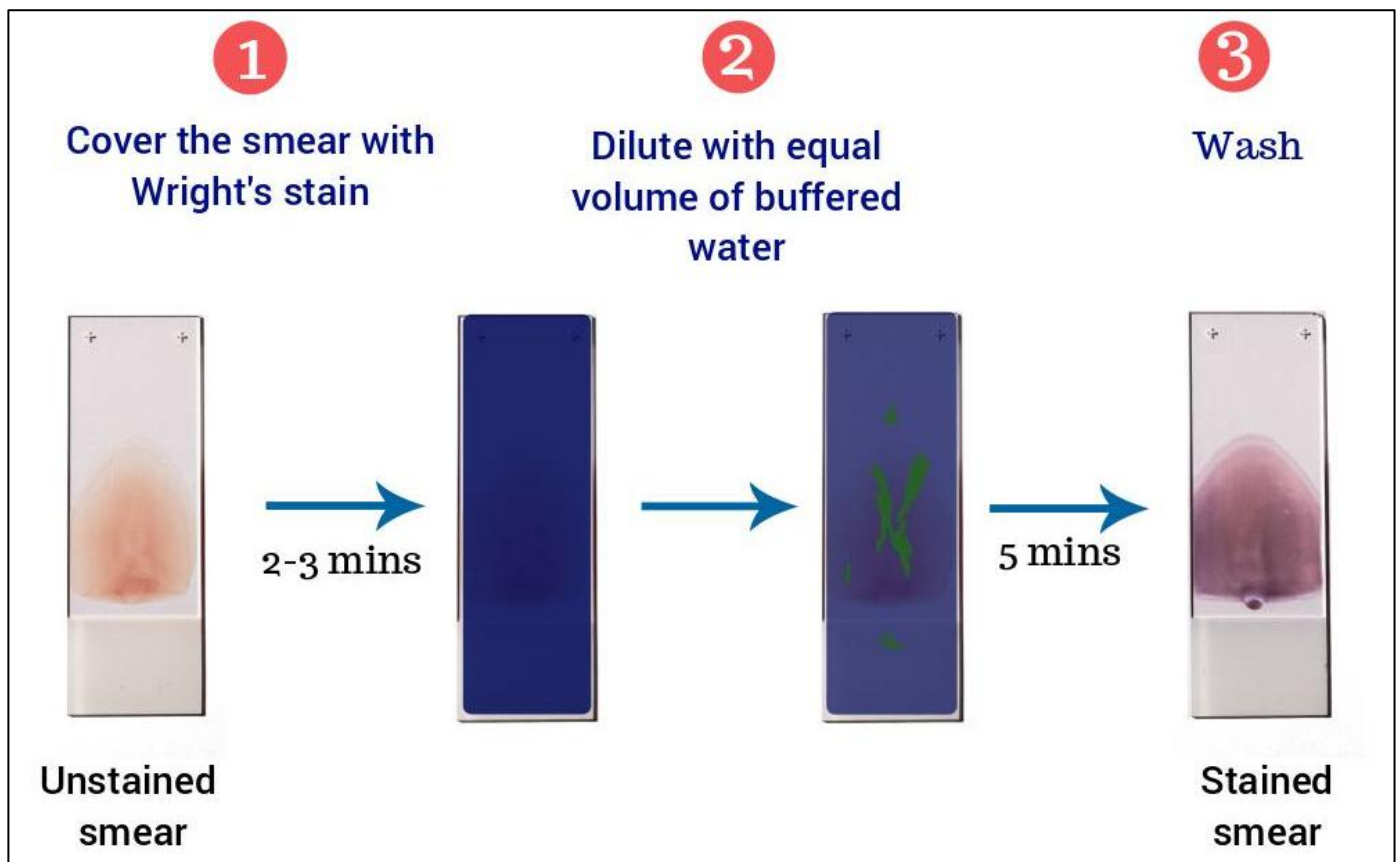 1
Cover the smear with
Wright's stain
2
Dilute with equal
volume of buffered
water
3
Wash
2-3 mins
5 mins
Unstained
smear
Stained
smear